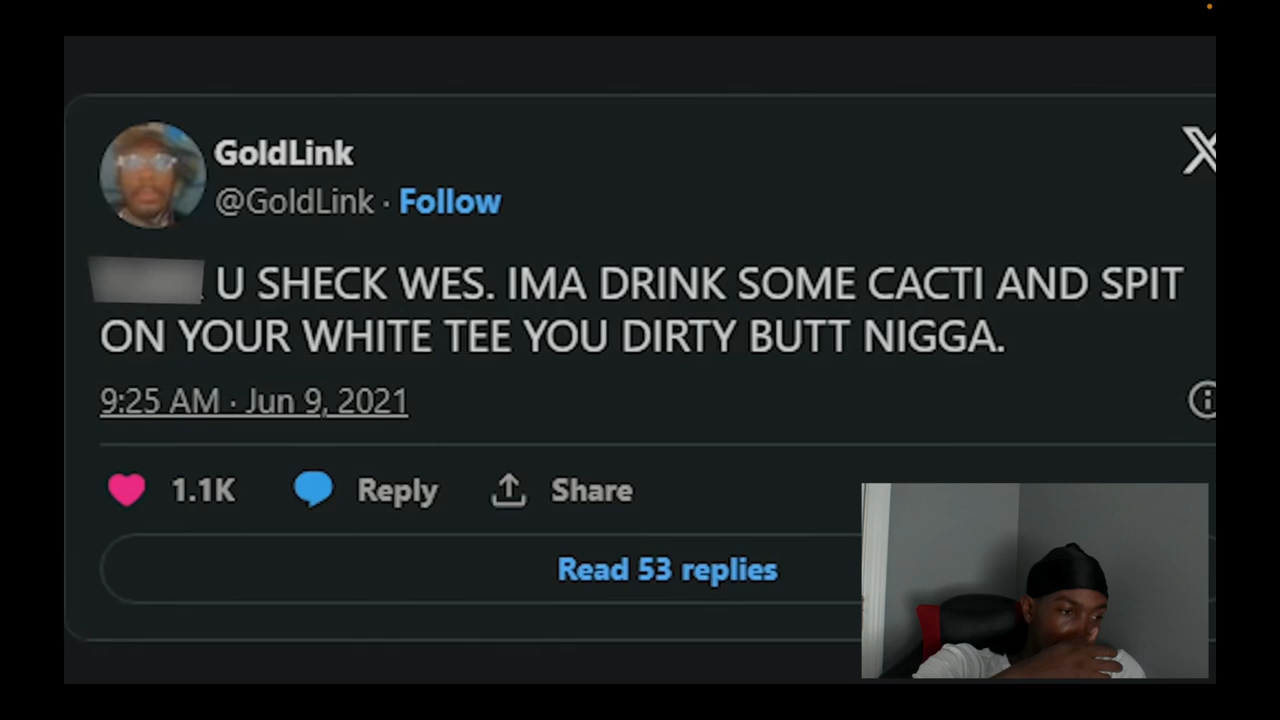 GoldLink
@GoldLink · Follow
U SHECK WES. IMA DRINK SOME CACTI AND SPIT
ON YOUR WHITE TEE YOU DIRTY BUTT NIGGA.
9:25 AM · Jun 9, 2021
1.1K Reply Share
Read 53 replies